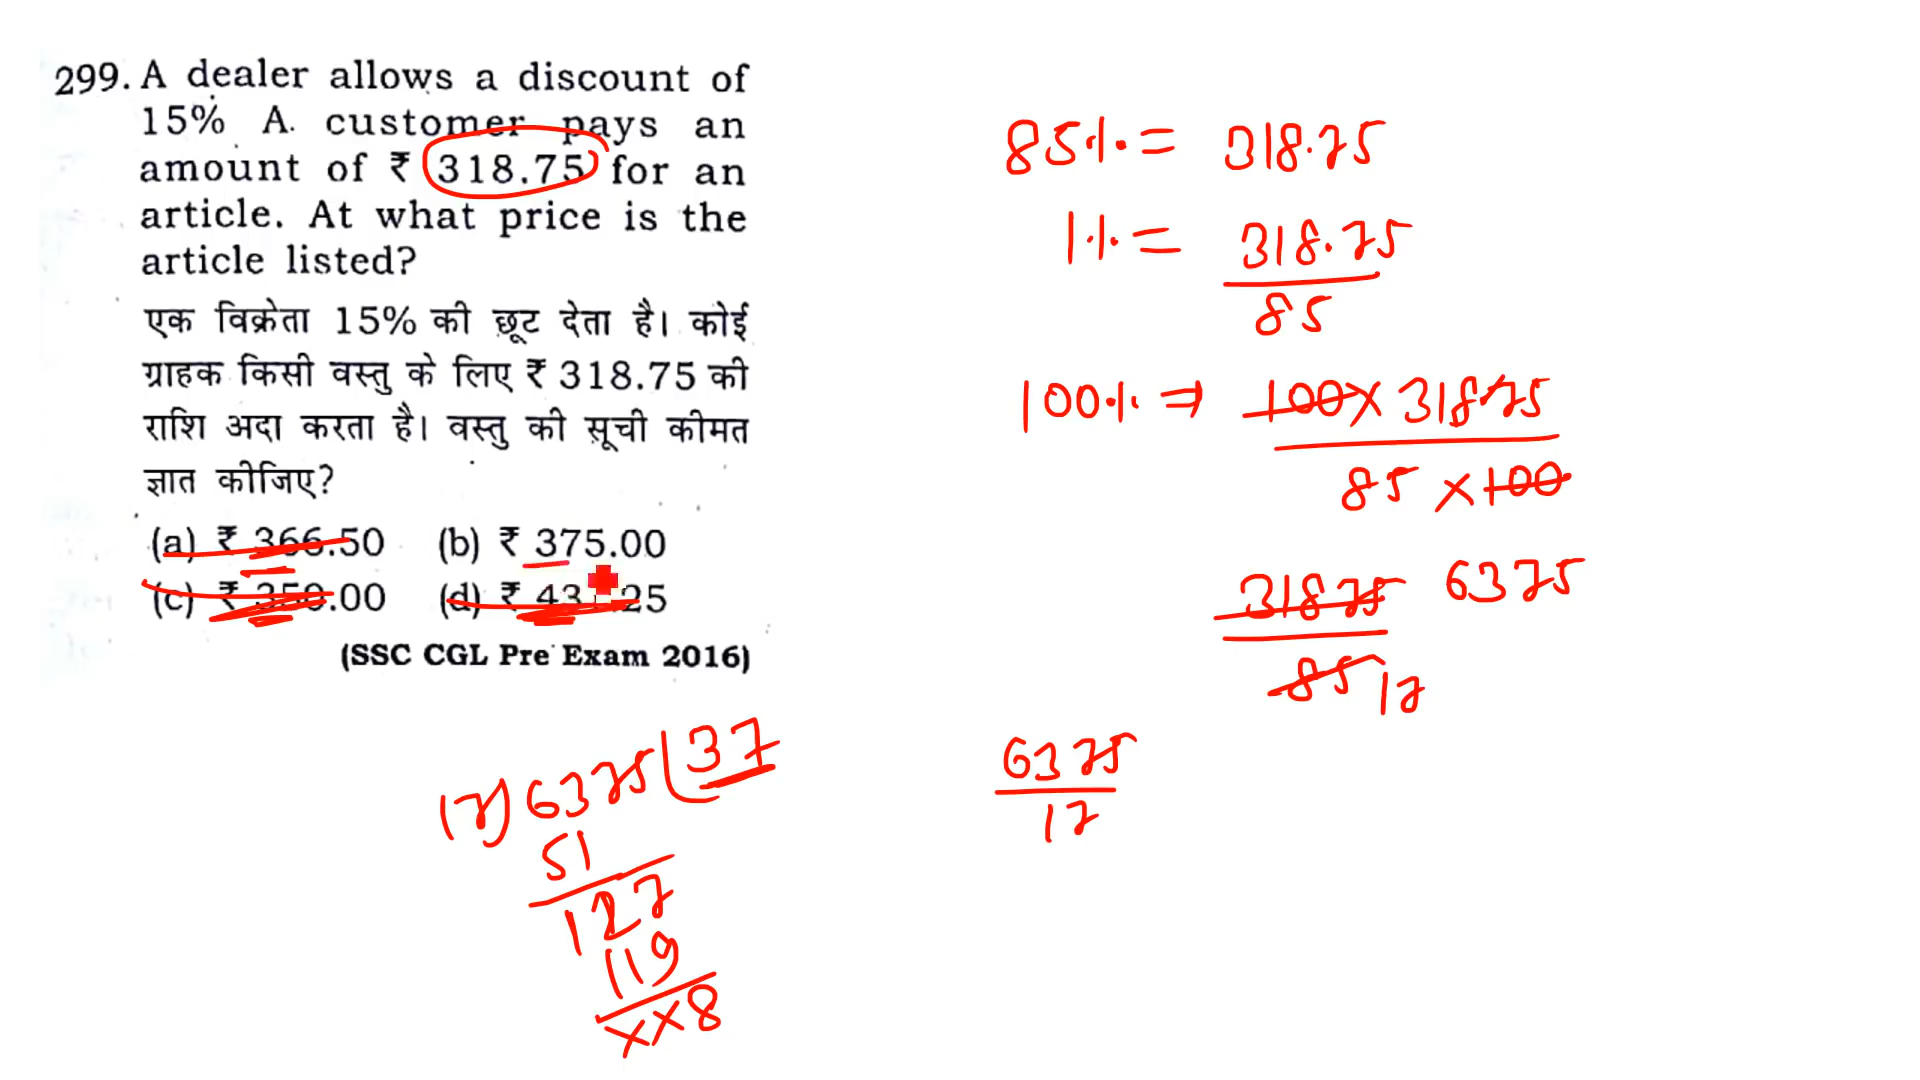 299. A dealer allows a discount of
15% A. customer pays an
amount of ₹ 318.75 for an
article. At what price is the
article listed?
एक विक्रेता 15% की छूट देता है। कोई
ग्राहक किसी वस्तु के लिए ₹ 318.75 की
राशि अदा करता है। वस्तु की सूची कीमत
ज्ञात कीजिए?
(a) ₹ 366.50 (b) ₹ 375.00
(c) ₹ 350.00 (d) ₹ 431.25
(SSC CGL Pre Exam 2016)
85% = 318.75
1% = 318.75
85
100% ⇒ 100 × 31875
85 × 100
31875 6375
85 17
6375
17
17) 6375 (37
51
127
119
××8